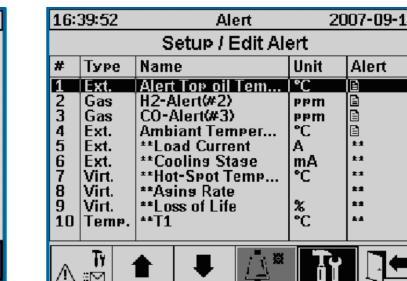 16:39:52 Alert 2007-09-1
Setup / Edit Alert
# Type Name Unit Alert
1 Ext. Alert Top oil Tem... °C
2 Gas H2-Alert(#2) ppm
3 Gas CO-Alert(#3) ppm
4 Ext. Ambiant Temper... °C
5 Ext. **Load Current A **
6 Ext. **Cooling Stage mA **
7 Virt. **Hot-Spot Temp... °C **
8 Virt. **Aging Rate **
9 Virt. **Loss of Life % **
10 Temp. **T1 °C **